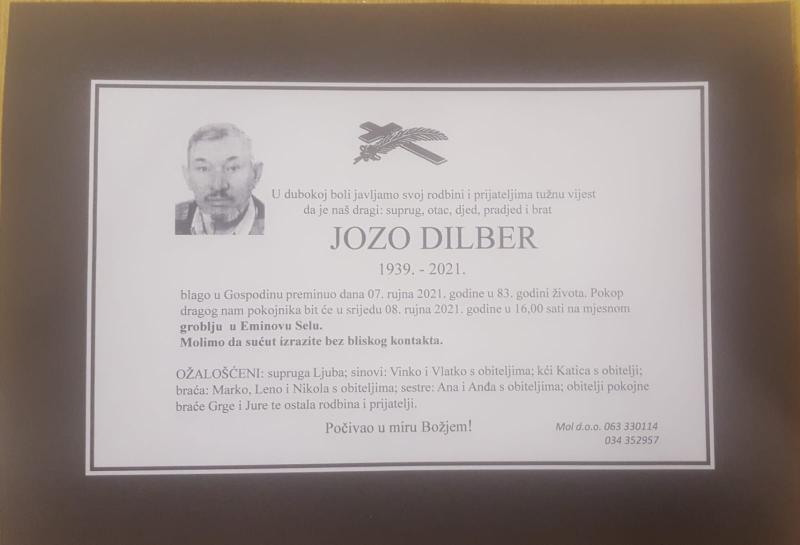 U dubokoj boli javljamo svoj rodbini i prijateljima tužnu vijest
da je naš dragi: suprug, otac, djed, pradjed i brat
JOZO DILBER
1939. - 2021.
blago u Gospodinu preminuo dana 07. rujna 2021. godine u 83. godini života. Pokop
dragog nam pokojnika bit će u srijedu 08. rujna 2021. godine u 16,00 sati na mjesnom
groblju u Eminovu Selu.
Molimo da sućut izrazite bez bliskog kontakta.
OŽALOŠĆENI: supruga Ljuba; sinovi: Vinko i Vlatko s obiteljima; kći Katica s obitelji;
braća: Marko, Leno i Nikola s obiteljima; sestre: Ana i Anđa s obiteljima; obitelji pokojne
braće Grge i Jure te ostala rodbina i prijatelji.
Počivao u miru Božjem!
Mol d.o.o. 063 330114
034 352957